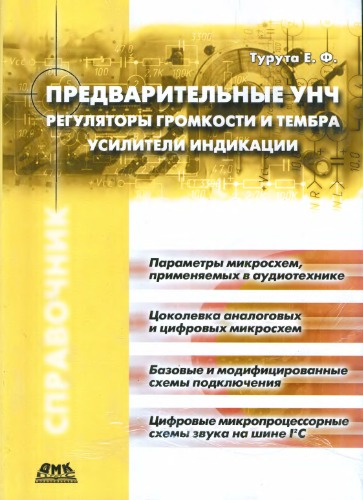 Турута Е. Ф.
ПРЕДВАРИТЕЛЬНЫЕ УНЧ
РЕГУЛЯТОРЫ ГРОМКОСТИ И ТЕМБРА
УСИЛИТЕЛИ ИНДИКАЦИИ
СПРАВОЧНИК
Параметры микросхем,
применяемых в аудиотехнике
Цоколевка аналоговых
и цифровых микросхем
Базовые и модифицированные
схемы подключения
Цифровые микропроцессорные
схемы звука на шине I²C
АМК